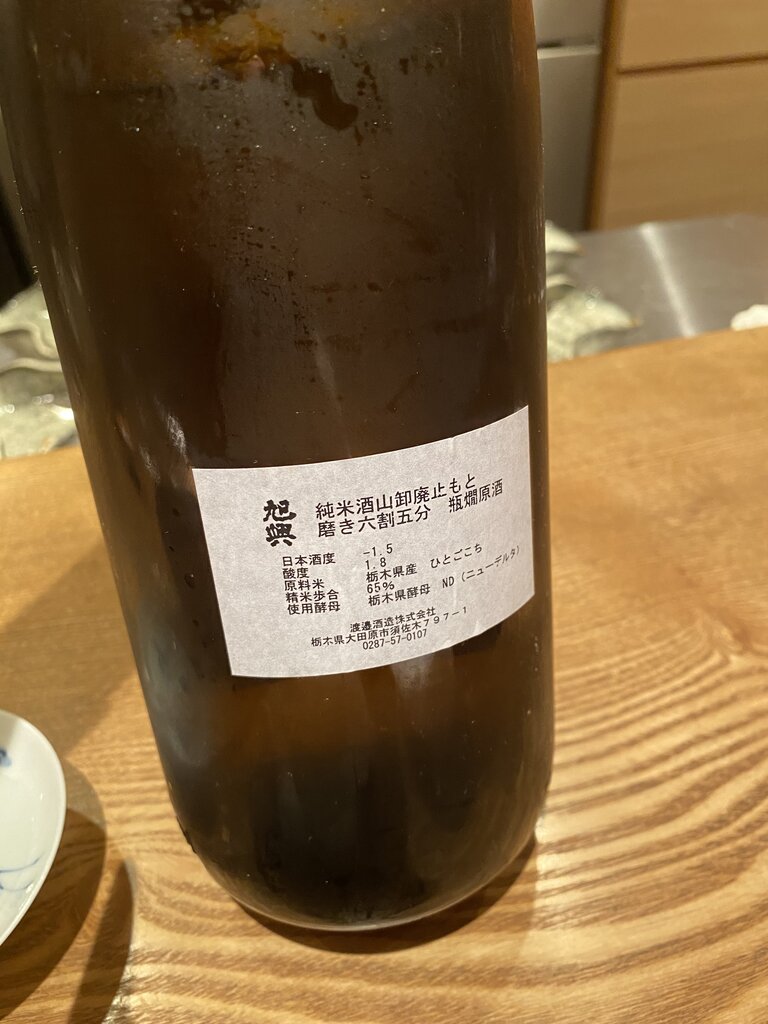 旭興
純米酒山卸廃止もと
磨き六割五分 瓶燗原酒
日本酒度 -1.5
酸度 1.8
原料米 栃木県産 ひとごこち
精米歩合 65%
使用酵母 栃木県酵母 ND(ニューデルタ)
渡邉酒造株式会社
栃木県大田原市須佐木797-1
0287-57-0107